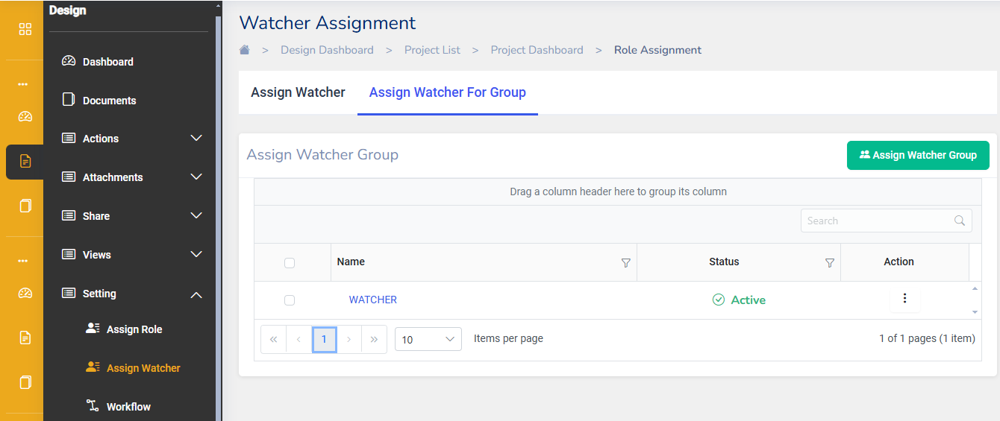 Design
Dashboard
Documents
Actions
Attachments
Share
Views
Setting
Assign Role
Assign Watcher
Workflow
Watcher Assignment
> Design Dashboard > Project List > Project Dashboard > Role Assignment
Assign Watcher Assign Watcher For Group
Assign Watcher Group Assign Watcher Group
Drag a column header here to group its column
Search
Name Status Action
WATCHER Active
1 10 Items per page 1 of 1 pages (1 item)